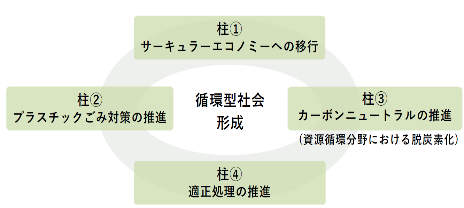 柱①
サーキュラーエコノミーへの移行
柱②
プラスチックごみ対策の推進
循環型社会
形成
柱③
カーボンニュートラルの推進
(資源循環分野における脱炭素化)
柱④
適正処理の推進